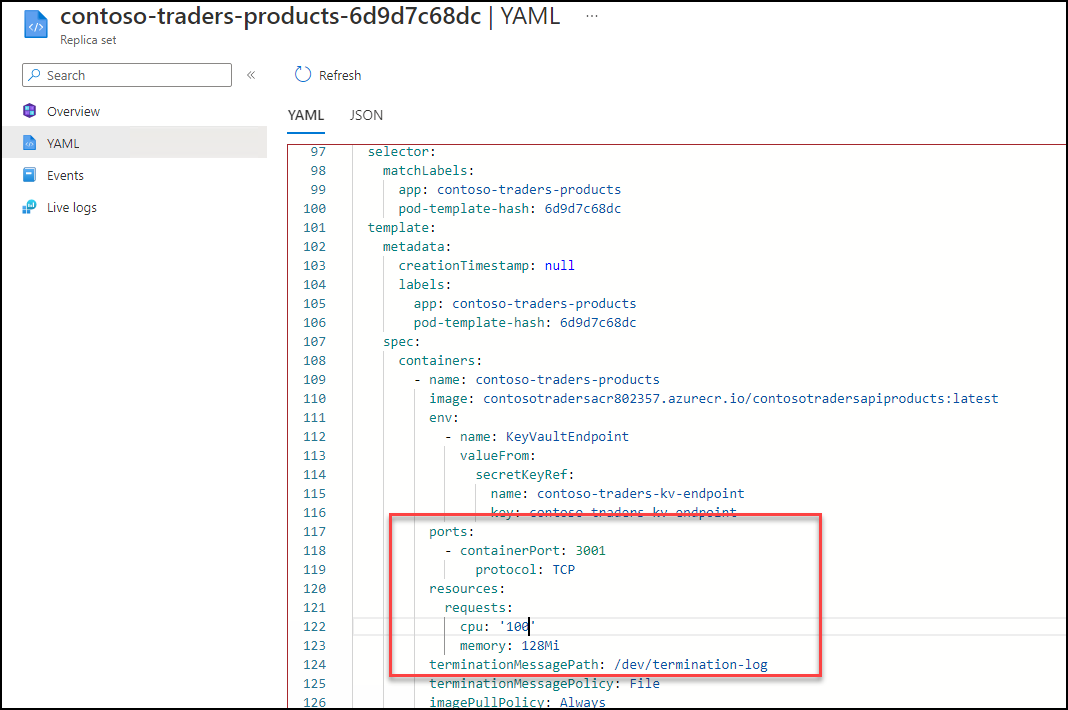 contoso-traders-products-6d9d7c68dc | YAML ...
Replica set
Search «
Refresh
Overview
YAML
Events
Live logs
YAML JSON
97 selector:
98 matchLabels:
99 app: contoso-traders-products
100 pod-template-hash: 6d9d7c68dc
101 template:
102 metadata:
103 creationTimestamp: null
104 labels:
105 app: contoso-traders-products
106 pod-template-hash: 6d9d7c68dc
107 spec:
108 containers:
109 - name: contoso-traders-products
110 image: contosotradersacr802357.azurecr.io/contosotradersapiproducts:latest
111 env:
112 - name: KeyVaultEndpoint
113 valueFrom:
114 secretKeyRef:
115 name: contoso-traders-kv-endpoint
116 key: contoso-traders-kv-endpoint
117 ports:
118 - containerPort: 3001
119 protocol: TCP
120 resources:
121 requests:
122 cpu: '100'
123 memory: 128Mi
124 terminationMessagePath: /dev/termination-log
125 terminationMessagePolicy: File
126 imagePullPolicy: Always